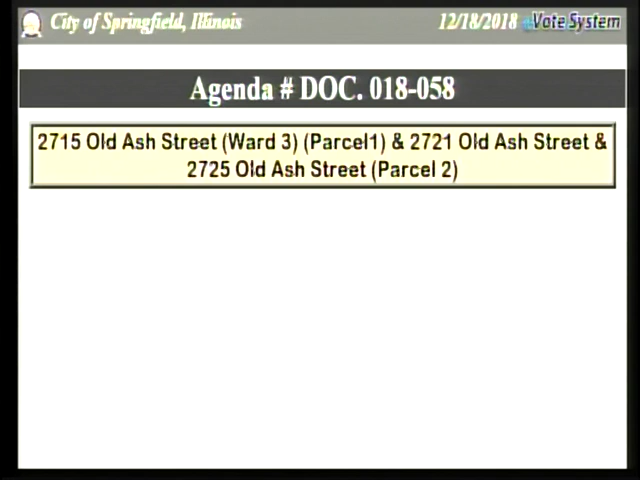 City of Springfield, Illinois 12/18/2018 eVote System
Agenda # DOC. 018-058
2715 Old Ash Street (Ward 3) (Parcel1) & 2721 Old Ash Street &
2725 Old Ash Street (Parcel 2)